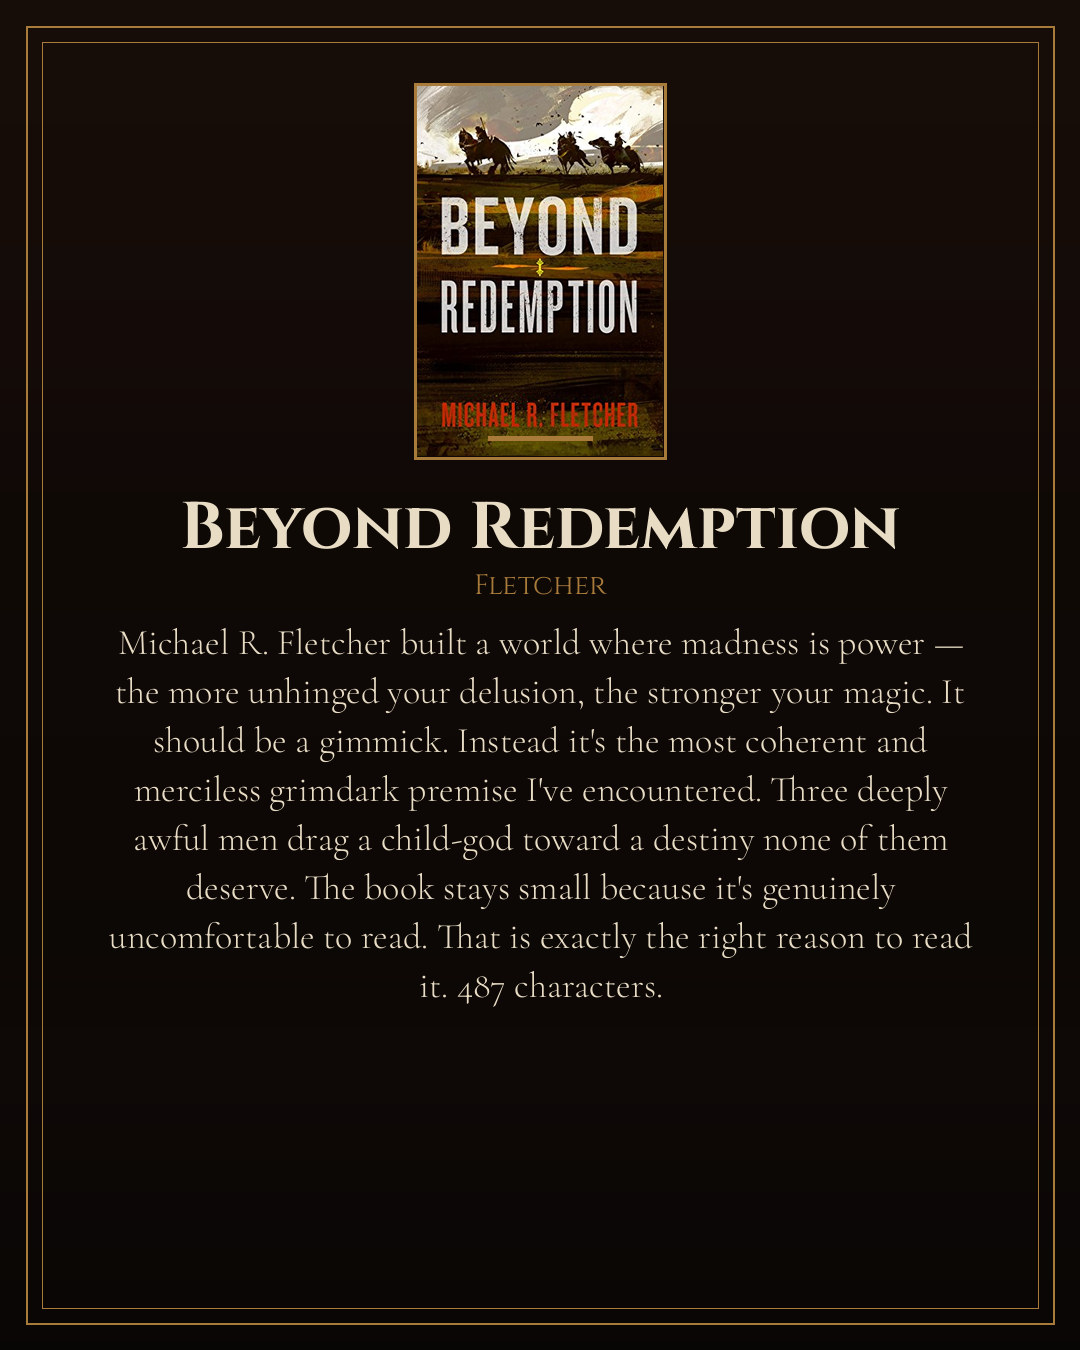 BEYOND
REDEMPTION
MICHAEL R. FLETCHER
Beyond Redemption
Fletcher
Michael R. Fletcher built a world where madness is power —
the more unhinged your delusion, the stronger your magic. It
should be a gimmick. Instead it's the most coherent and
merciless grimdark premise I've encountered. Three deeply
awful men drag a child-god toward a destiny none of them
deserve. The book stays small because it's genuinely
uncomfortable to read. That is exactly the right reason to read
it. 487 characters.